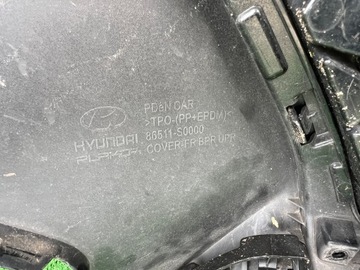 PD&N CAR
>TPO-(PP+EPDM)<
86511-S0000
COVER-FR BPR UPR
HYUNDAI